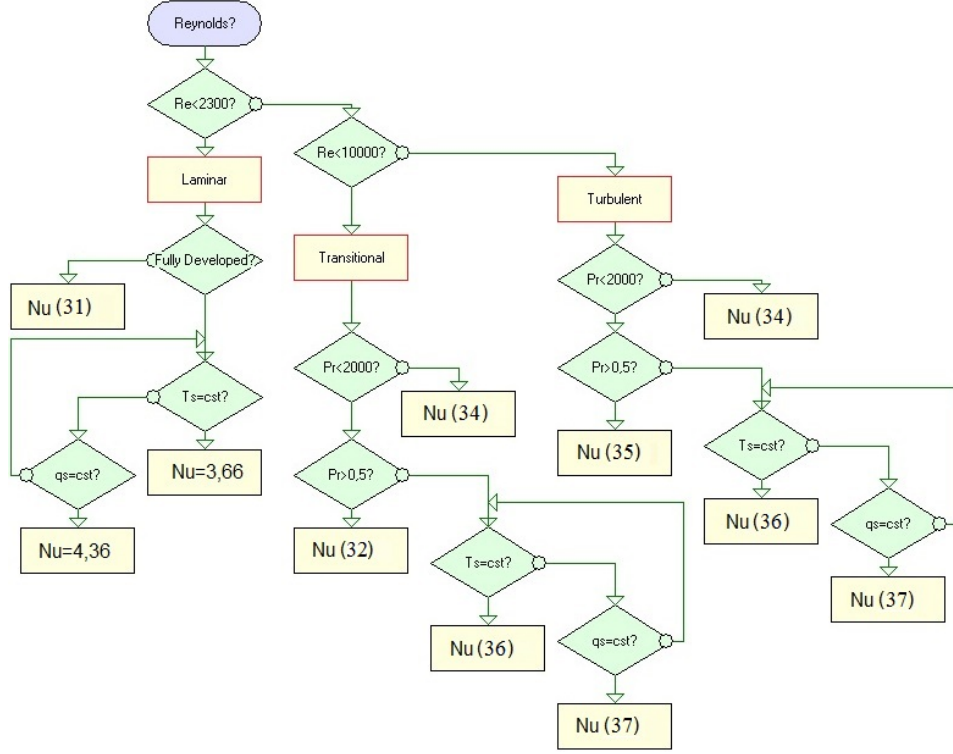 Reynolds?
Re<2300?
Re<10000?
Laminar
Turbulent
Fully Developed?
Transitional
Pr<2000?
Nu (31)
Nu (34)
Pr<2000?
Pr>0,5?
Ts=cst?
Nu (34)
Ts=cst?
Nu (35)
qs=cst?
Nu=3,66
Pr>0,5?
Nu (36)
qs=cst?
Nu=4,36
Nu (32)
Ts=cst?
Nu (37)
Nu (36)
qs=cst?
Nu (37)